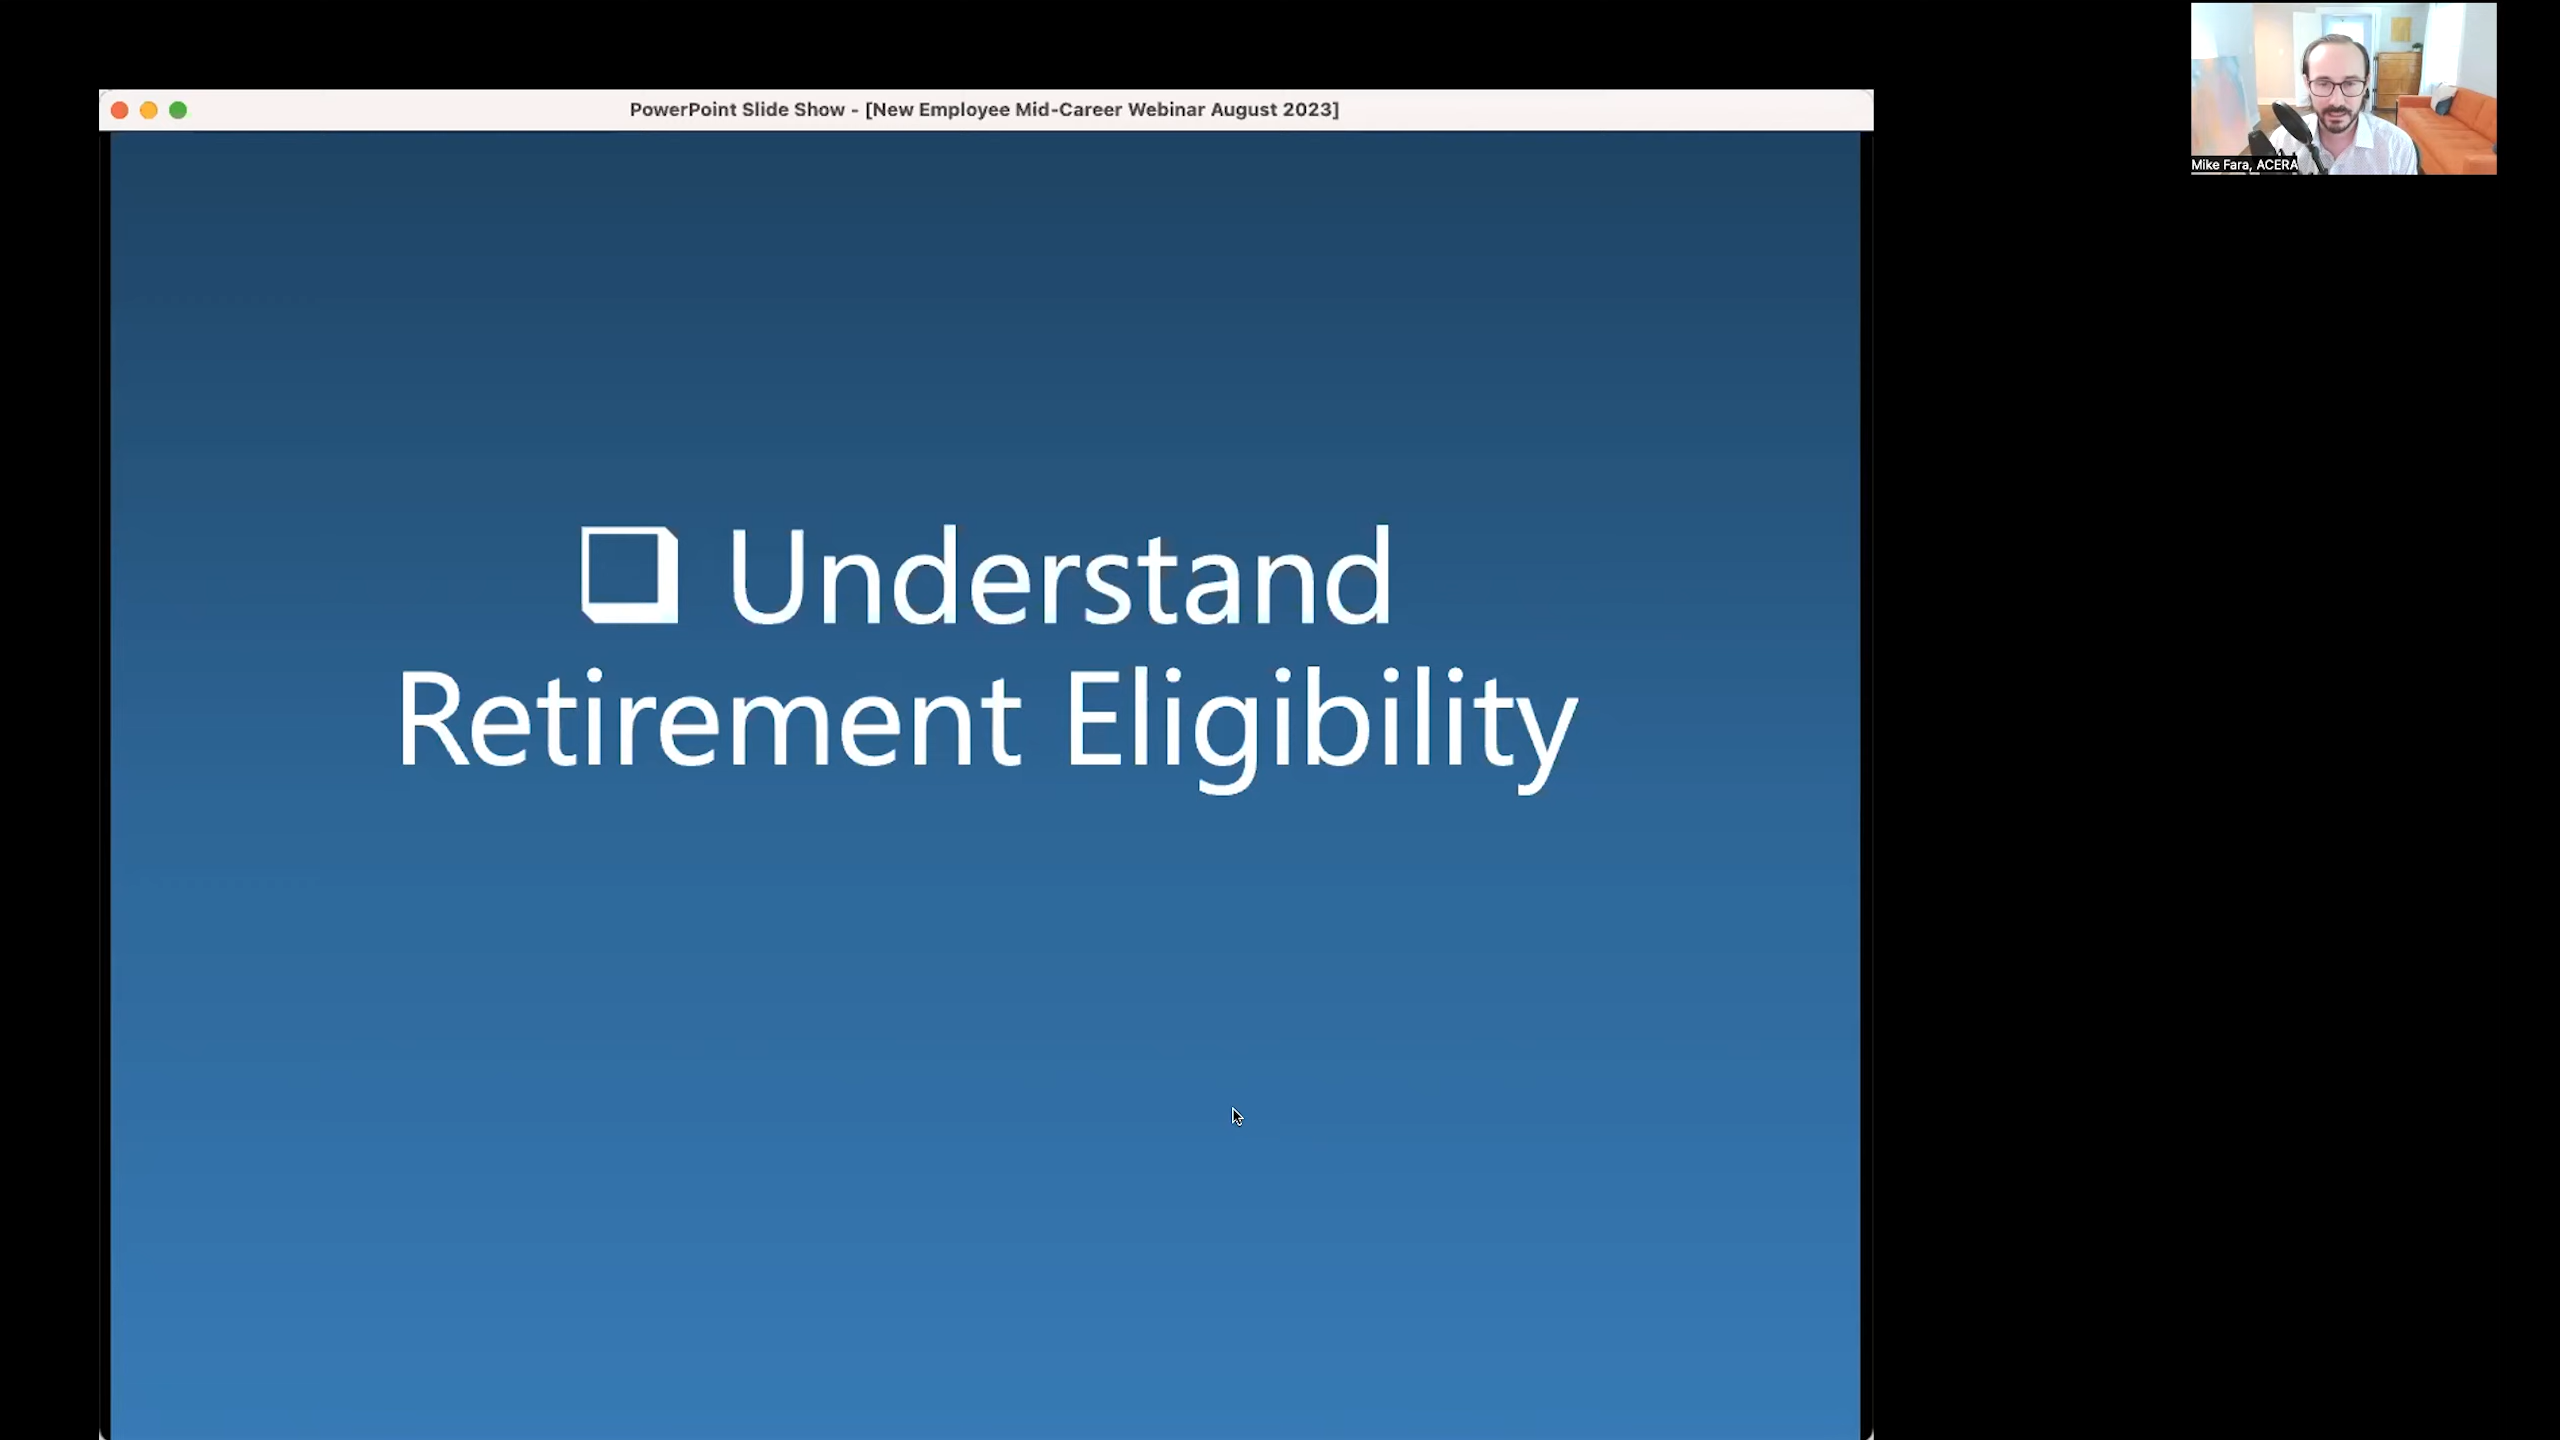 PowerPoint Slide Show - [New Employee Mid-Career Webinar August 2023]
Mike Fara, ACERA
❑ Understand
Retirement Eligibility